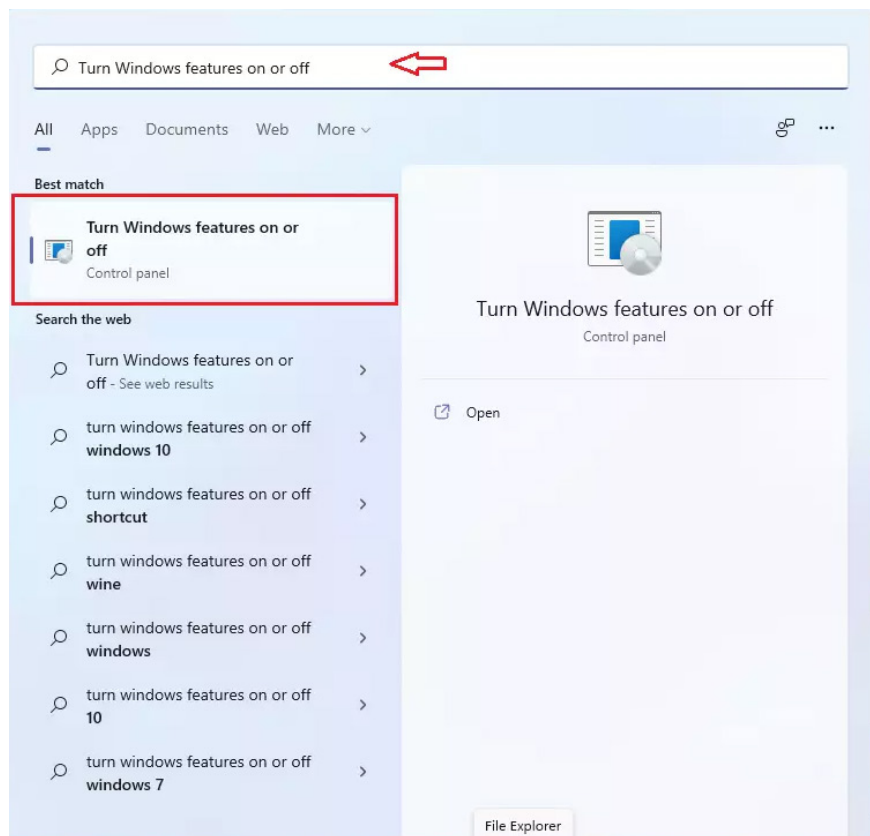 Turn Windows features on or off
All Apps Documents Web More
Best match
Turn Windows features on or
off
Control panel
Search the web
Turn Windows features on or
off - See web results
turn windows features on or off
windows 10
turn windows features on or off
shortcut
turn windows features on or off
wine
turn windows features on or off
windows
turn windows features on or off
10
turn windows features on or off
windows 7
Turn Windows features on or off
Control panel
Open
File Explorer